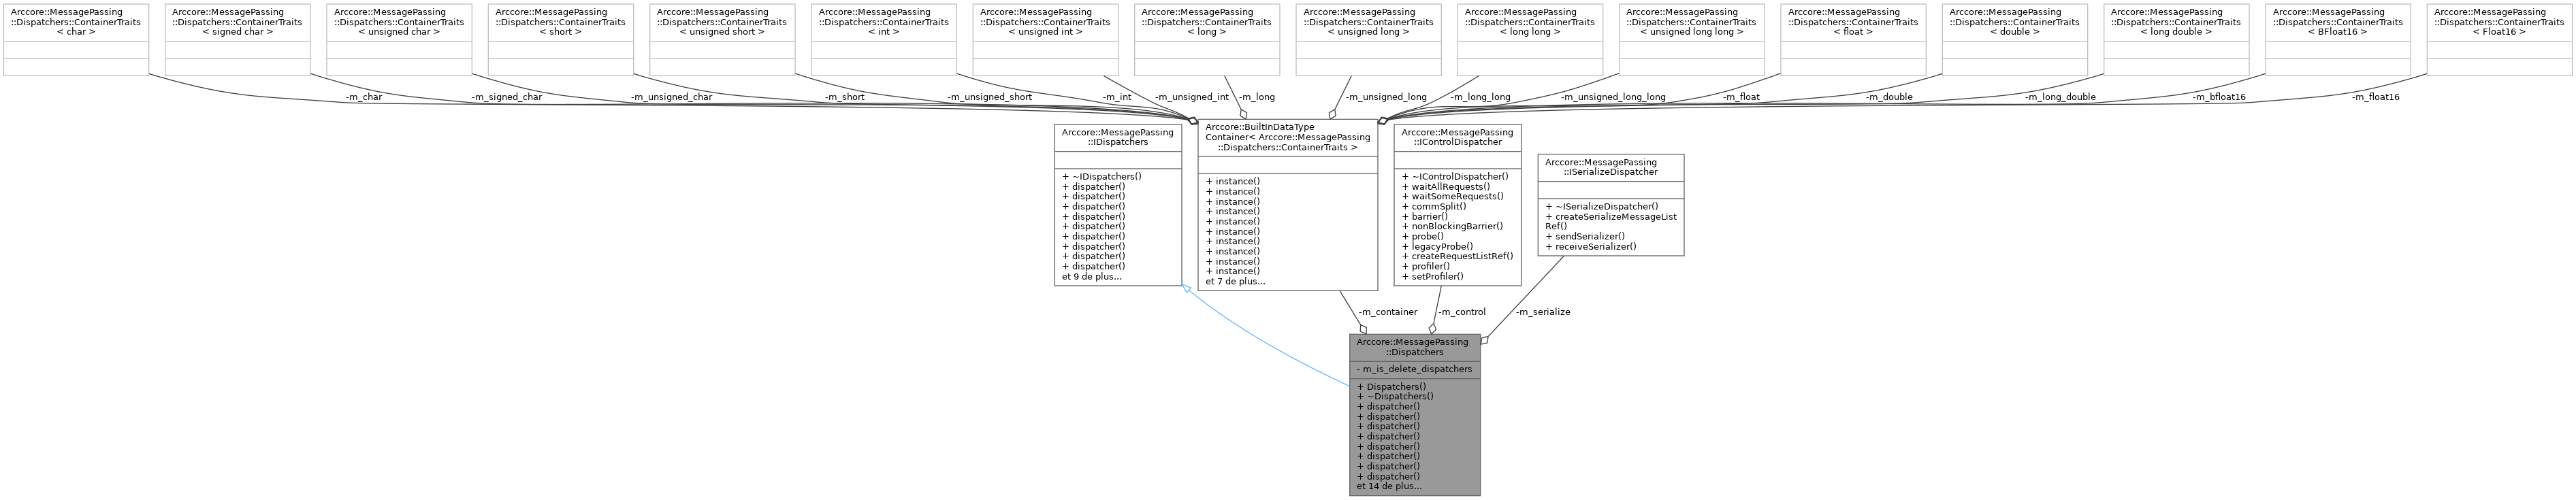 Arccore::MessagePassing
::Dispatchers::ContainerTraits
< char >
Arccore::MessagePassing
::Dispatchers::ContainerTraits
< signed char >
Arccore::MessagePassing
::Dispatchers::ContainerTraits
< unsigned char >
Arccore::MessagePassing
::Dispatchers::ContainerTraits
< short >
Arccore::MessagePassing
::Dispatchers::ContainerTraits
< unsigned short >
Arccore::MessagePassing
::Dispatchers::ContainerTraits
< int >
Arccore::MessagePassing
::Dispatchers::ContainerTraits
< unsigned int >
Arccore::MessagePassing
::Dispatchers::ContainerTraits
< long >
Arccore::MessagePassing
::Dispatchers::ContainerTraits
< unsigned long >
Arccore::MessagePassing
::Dispatchers::ContainerTraits
< long long >
Arccore::MessagePassing
::Dispatchers::ContainerTraits
< unsigned long long >
Arccore::MessagePassing
::Dispatchers::ContainerTraits
< float >
Arccore::MessagePassing
::Dispatchers::ContainerTraits
< double >
Arccore::MessagePassing
::Dispatchers::ContainerTraits
< long double >
Arccore::MessagePassing
::Dispatchers::ContainerTraits
< BFloat16 >
Arccore::MessagePassing
::Dispatchers::ContainerTraits
< Float16 >
-m_char
-m_signed_char
-m_unsigned_char
-m_short
-m_unsigned_short
-m_int
-m_unsigned_int
-m_long
-m_unsigned_long
-m_long_long
-m_unsigned_long_long
-m_float
-m_double
-m_long_double
-m_bfloat16
-m_float16
Arccore::MessagePassing
::IDispatchers
+ ~IDispatchers()
+ dispatcher()
+ dispatcher()
+ dispatcher()
+ dispatcher()
+ dispatcher()
+ dispatcher()
+ dispatcher()
+ dispatcher()
+ dispatcher()
et 9 de plus...
Arccore::BuiltInDataType
Container< Arccore::MessagePassing
::Dispatchers::ContainerTraits >
+ instance()
+ instance()
+ instance()
+ instance()
+ instance()
+ instance()
+ instance()
+ instance()
+ instance()
+ instance()
et 7 de plus...
Arccore::MessagePassing
::IControlDispatcher
+ ~IControlDispatcher()
+ waitAllRequests()
+ waitSomeRequests()
+ commSplit()
+ barrier()
+ nonBlockingBarrier()
+ probe()
+ legacyProbe()
+ createRequestListRef()
+ profiler()
+ setProfiler()
Arccore::MessagePassing
::ISerializeDispatcher
+ ~ISerializeDispatcher()
+ createSerializeMessageList
Ref()
+ sendSerializer()
+ receiveSerializer()
-m_container
-m_control
-m_serialize
Arccore::MessagePassing
::Dispatchers
- m_is_delete_dispatchers
+ Dispatchers()
+ ~Dispatchers()
+ dispatcher()
+ dispatcher()
+ dispatcher()
+ dispatcher()
+ dispatcher()
+ dispatcher()
+ dispatcher()
+ dispatcher()
et 14 de plus...